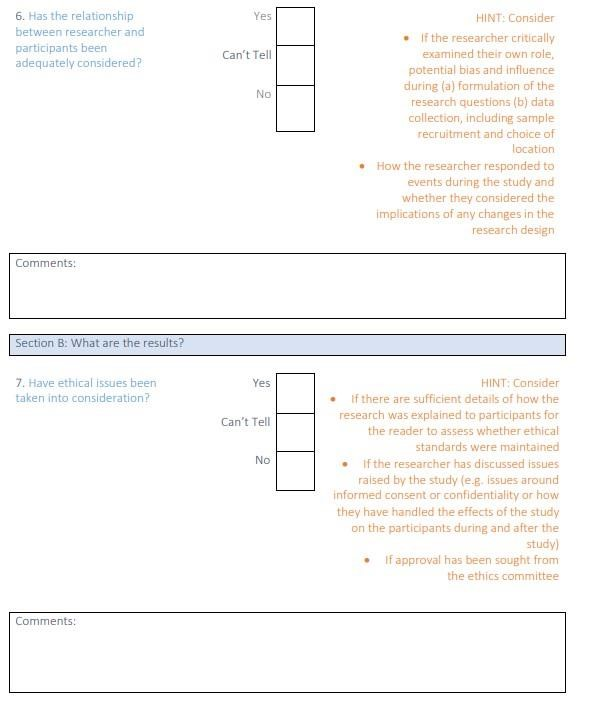 6. Has the relationship
between researcher and
participants been
adequately considered?
Yes
Can't Tell
No
HINT: Consider
• If the researcher critically
examined their own role,
potential bias and influence
during (a) formulation of the
research questions (b) data
collection, including sample
recruitment and choice of
location
• How the researcher responded to
events during the study and
whether they considered the
implications of any changes in the
research design
Comments:
Section B: What are the results?
7. Have ethical issues been
taken into consideration?
Yes
Can't Tell
No
HINT: Consider
• If there are sufficient details of how the
research was explained to participants for
the reader to assess whether ethical
standards were maintained
• If the researcher has discussed issues
raised by the study (e.g. issues around
informed consent or confidentiality or how
they have handled the effects of the study
on the participants during and after the
study)
• If approval has been sought from
the ethics committee
Comments: